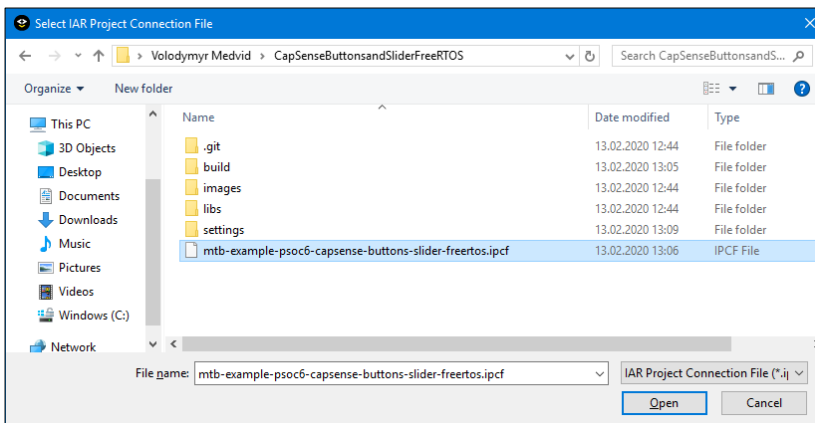 Select IAR Project Connection File
Volodymyr Medvid > CapSenseButtonsandSliderFreeRTOS
Search CapSenseButtonsandS...
Organize
New folder
Name
Date modified
Type
This PC
3D Objects
Desktop
Documents
Downloads
Music
Pictures
Videos
Windows (C:)
Network
.git 13.02.2020 12:44 File folder
build 13.02.2020 13:05 File folder
images 13.02.2020 12:44 File folder
libs 13.02.2020 12:44 File folder
settings 13.02.2020 13:09 File folder
mtb-example-psoc6-capsense-buttons-slider-freertos.ipcf 13.02.2020 13:06 IPCF File
File name: mtb-example-psoc6-capsense-buttons-slider-freertos.ipcf
IAR Project Connection File (*.ip
Open
Cancel